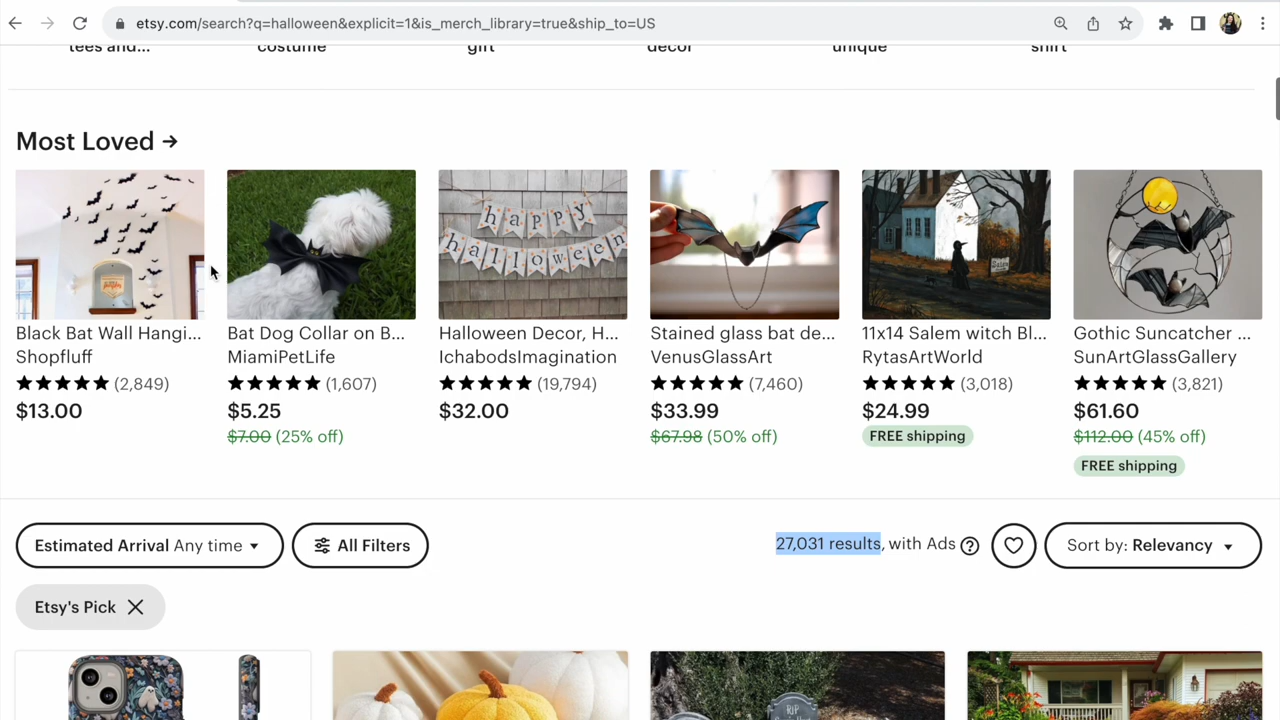 etsy.com/search?q=halloween&explicit=1&is_merch_library=true&ship_to=US
tees and... costume gift decor unique shirt
Most Loved →
happy
halloween
Black Bat Wall Hangi... Bat Dog Collar on B... Halloween Decor, H... Stained glass bat de... 11x14 Salem witch Bl... Gothic Suncatcher ...
Shopfluff MiamiPetLife IchabodsImagination VenusGlassArt RytasArtWorld SunArtGlassGallery
★★★★★ (2,849) ★★★★★ (1,607) ★★★★★ (19,794) ★★★★★ (7,460) ★★★★★ (3,018) ★★★★★ (3,821)
$13.00 $5.25 $32.00 $33.99 $24.99 $61.60
$7.00 (25% off) $67.98 (50% off) FREE shipping $112.00 (45% off)
FREE shipping
Estimated Arrival Any time All Filters 27,031 results, with Ads ? Sort by: Relevancy
Etsy's Pick
RIP